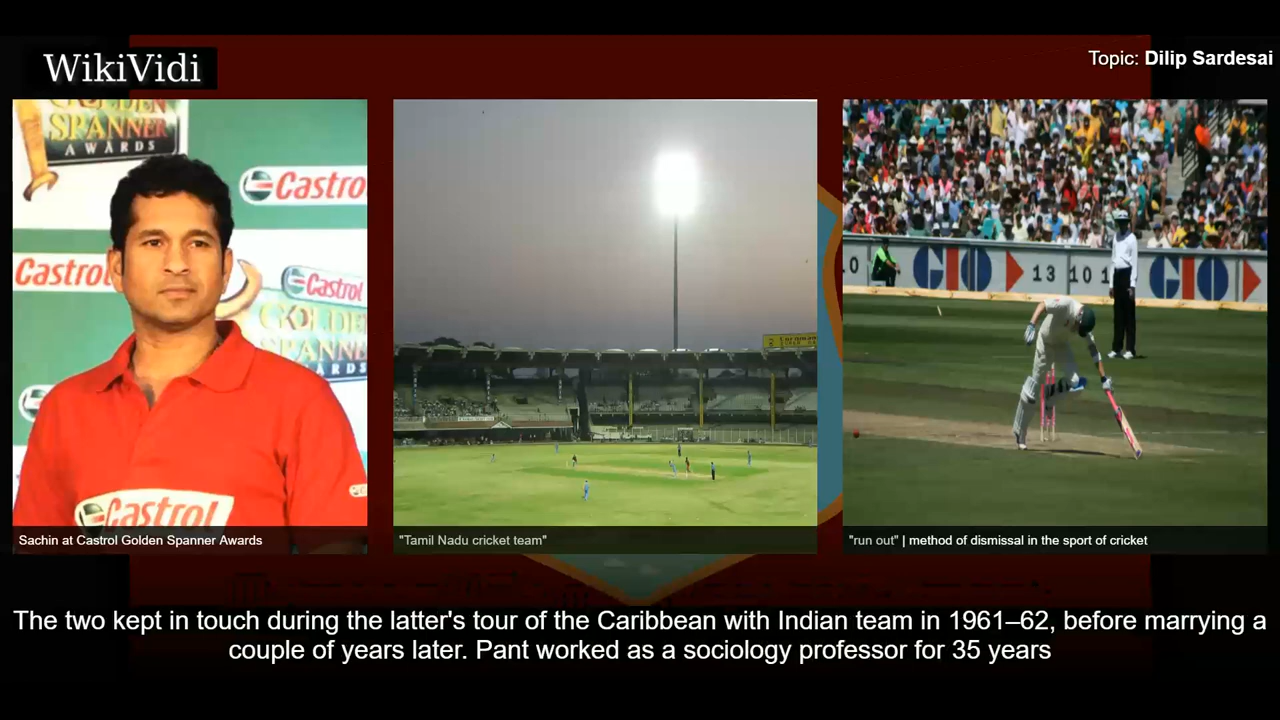 WikiVidi
Topic: Dilip Sardesai
GOLDEN
SPANNER
AWARDS
Castro
Castrol
Castrol
GOLDEN
SPANNE
Castrol
GIO
13 10 1
GIO
Sachin at Castrol Golden Spanner Awards
"Tamil Nadu cricket team"
"run out" | method of dismissal in the sport of cricket
The two kept in touch during the latter's tour of the Caribbean with Indian team in 1961–62, before marrying a
couple of years later. Pant worked as a sociology professor for 35 years